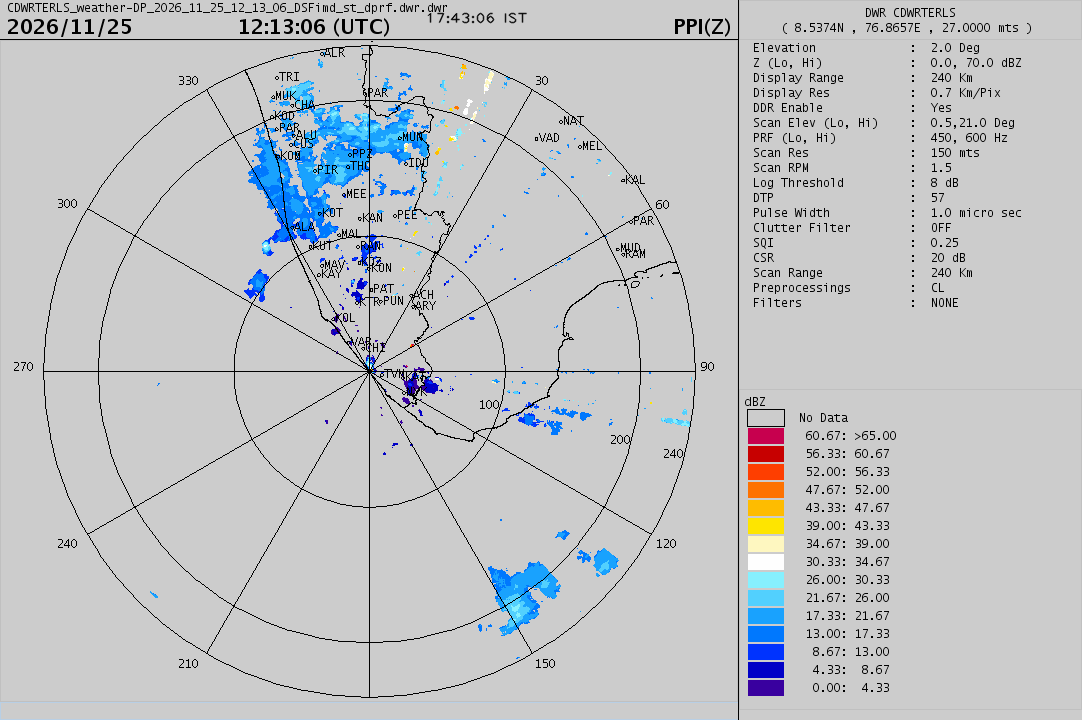 CDWRTERLS_weather-DP_2026_11_25_12_13_06_DSFimd_st_dprf.dwr.dwr
2026/11/25 12:13:06 (UTC) 17:43:06 IST PPI(Z)
DWR CDWRTERLS
( 8.5374N , 76.8657E , 27.0000 mts )
Elevation : 2.0 Deg
Z (Lo, Hi) : 0.0, 70.0 dBZ
Display Range : 240 Km
Display Res : 0.7 Km/Pix
DDR Enable : Yes
Scan Elev (Lo, Hi) : 0.5,21.0 Deg
PRF (Lo, Hi) : 450, 600 Hz
Scan Res : 150 mts
Scan RPM : 1.5
Log Threshold : 8 dB
DTP : 57
Pulse Width : 1.0 micro sec
Clutter Filter : OFF
SQI : 0.25
CSR : 20 dB
Scan Range : 240 Km
Preprocessings : CL
Filters : NONE
dBZ
No Data
60.67: >65.00
56.33: 60.67
52.00: 56.33
47.67: 52.00
43.33: 47.67
39.00: 43.33
34.67: 39.00
30.33: 34.67
26.00: 30.33
21.67: 26.00
17.33: 21.67
13.00: 17.33
8.67: 13.00
4.33: 8.67
0.00: 4.33
ALR
TRI
330
30
PAR
MUK
CHA
KOD
NAT
PAR
ALU
MUN
VAD
CUS
MEL
KOM
PPZ
IDU
THO
PIR
KAL
MEE
300
60
KOT
KAN
PEE
PAR
ALA
MAL
KUT
RAN
MUD
RAM
MAV
KOZ
KON
KAY
PAT
ACH
KTR
PUN
ARY
KOL
VAR
CHI
270
90
TVM
100
200
240
240
120
210
150